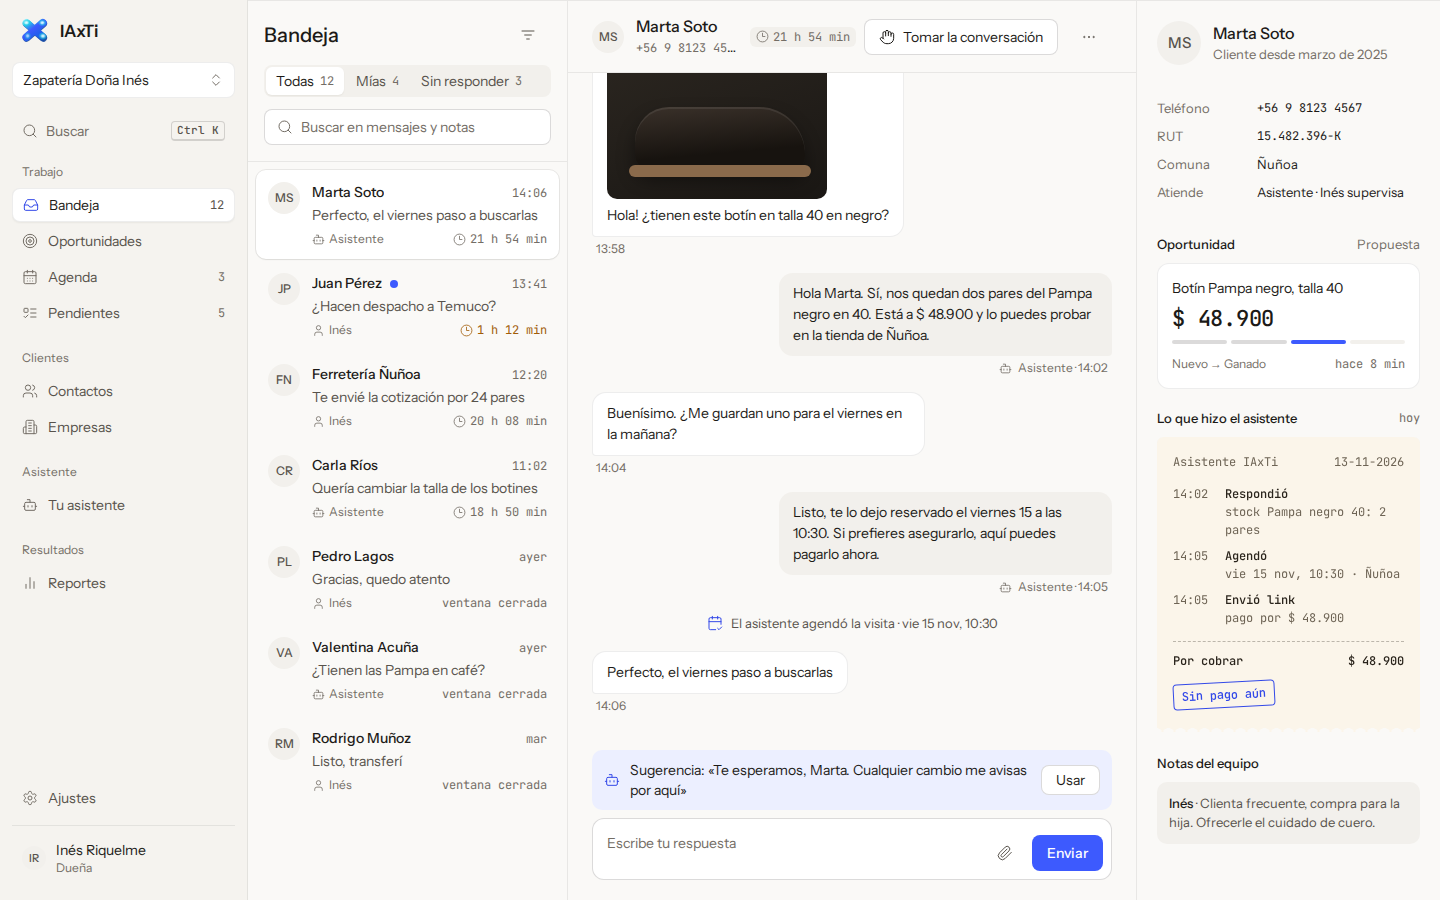 IAxTi
Zapatería Doña Inés
Buscar
Ctrl K
Trabajo
Bandeja 12
Oportunidades
Agenda 3
Pendientes 5
Clientes
Contactos
Empresas
Asistente
Tu asistente
Resultados
Reportes
Ajustes
IR
Inés Riquelme
Dueña
Bandeja
Todas 12 Mías 4 Sin responder 3
Buscar en mensajes y notas
MS
Marta Soto 14:06
Perfecto, el viernes paso a buscarlas
Asistente 21 h 54 min
JP
Juan Pérez 13:41
¿Hacen despacho a Temuco?
Inés 1 h 12 min
FN
Ferretería Ñuñoa 12:20
Te envié la cotización por 24 pares
Inés 20 h 08 min
CR
Carla Ríos 11:02
Quería cambiar la talla de los botines
Asistente 18 h 50 min
PL
Pedro Lagos ayer
Gracias, quedo atento
Inés ventana cerrada
VA
Valentina Acuña ayer
¿Tienen las Pampa en café?
Asistente ventana cerrada
RM
Rodrigo Muñoz mar
Listo, transferí
Inés ventana cerrada
MS
Marta Soto
+56 9 8123 45…
21 h 54 min
Tomar la conversación
Hola! ¿tienen este botín en talla 40 en negro?
13:58
Hola Marta. Sí, nos quedan dos pares del Pampa
negro en 40. Está a $ 48.900 y lo puedes probar
en la tienda de Ñuñoa.
Asistente · 14:02
Buenísimo. ¿Me guardan uno para el viernes en
la mañana?
14:04
Listo, te lo dejo reservado el viernes 15 a las
10:30. Si prefieres asegurarlo, aquí puedes
pagarlo ahora.
Asistente · 14:05
El asistente agendó la visita · vie 15 nov, 10:30
Perfecto, el viernes paso a buscarlas
14:06
Sugerencia: «Te esperamos, Marta. Cualquier cambio me avisas
por aquí»
Usar
Escribe tu respuesta
Enviar
MS
Marta Soto
Cliente desde marzo de 2025
Teléfono +56 9 8123 4567
RUT 15.482.396-K
Comuna Ñuñoa
Atiende Asistente · Inés supervisa
Oportunidad Propuesta
Botín Pampa negro, talla 40
$ 48.900
Nuevo → Ganado hace 8 min
Lo que hizo el asistente hoy
Asistente IAxTi 13-11-2026
14:02 Respondió
stock Pampa negro 40: 2
pares
14:05 Agendó
vie 15 nov, 10:30 · Ñuñoa
14:05 Envió link
pago por $ 48.900
Por cobrar $ 48.900
Sin pago aún
Notas del equipo
Inés · Clienta frecuente, compra para la
hija. Ofrecerle el cuidado de cuero.